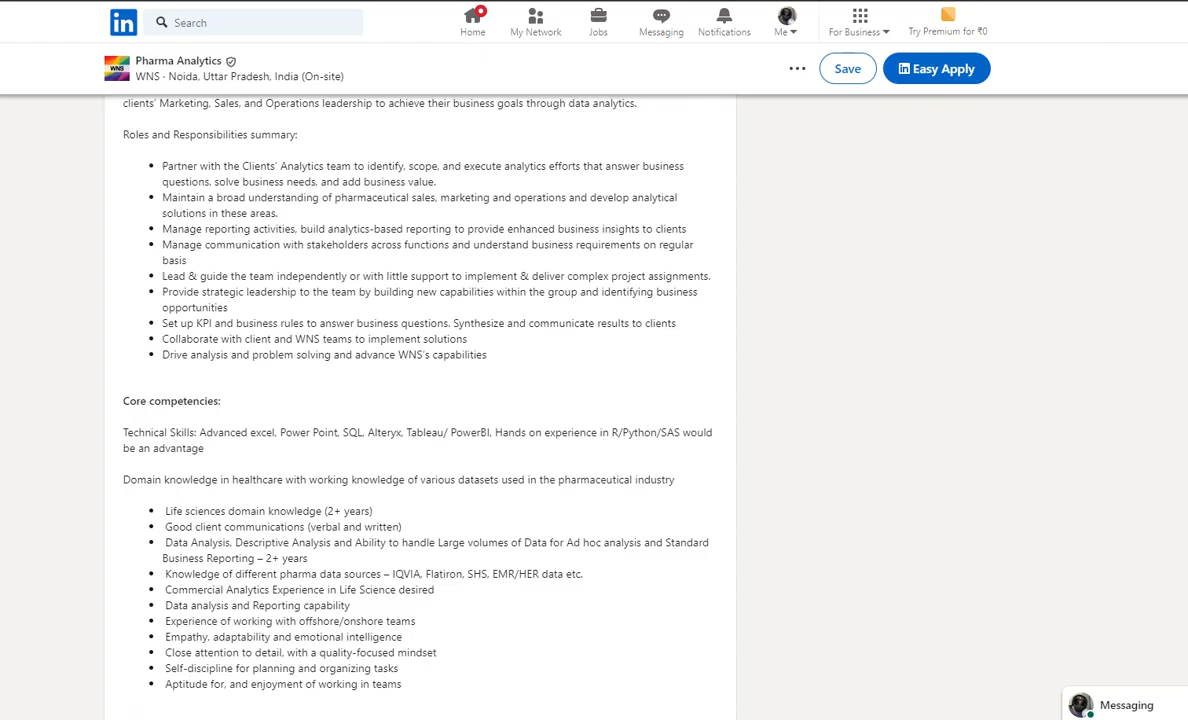 in
Search
Home
My Network
Jobs
Messaging
Notifications
Me
For Business
Try Premium for ₹0
WNS
Pharma Analytics
WNS · Noida, Uttar Pradesh, India (On-site)
Save
in Easy Apply
clients' Marketing, Sales, and Operations leadership to achieve their business goals through data analytics.
Roles and Responsibilities summary:
• Partner with the Clients' Analytics team to identify, scope, and execute analytics efforts that answer business
questions, solve business needs, and add business value.
• Maintain a broad understanding of pharmaceutical sales, marketing and operations and develop analytical
solutions in these areas.
• Manage reporting activities, build analytics-based reporting to provide enhanced business insights to clients
• Manage communication with stakeholders across functions and understand business requirements on regular
basis
• Lead & guide the team independently or with little support to implement & deliver complex project assignments.
• Provide strategic leadership to the team by building new capabilities within the group and identifying business
opportunities
• Set up KPI and business rules to answer business questions. Synthesize and communicate results to clients
• Collaborate with client and WNS teams to implement solutions
• Drive analysis and problem solving and advance WNS's capabilities
Core competencies:
Technical Skills: Advanced excel, Power Point, SQL, Alteryx, Tableau/ PowerBI, Hands on experience in R/Python/SAS would
be an advantage
Domain knowledge in healthcare with working knowledge of various datasets used in the pharmaceutical industry
• Life sciences domain knowledge (2+ years)
• Good client communications (verbal and written)
• Data Analysis, Descriptive Analysis and Ability to handle Large volumes of Data for Ad hoc analysis and Standard
Business Reporting – 2+ years
• Knowledge of different pharma data sources – IQVIA, Flatiron, SHS, EMR/HER data etc.
• Commercial Analytics Experience in Life Science desired
• Data analysis and Reporting capability
• Experience of working with offshore/onshore teams
• Empathy, adaptability and emotional intelligence
• Close attention to detail, with a quality-focused mindset
• Self-discipline for planning and organizing tasks
• Aptitude for, and enjoyment of working in teams
Messaging